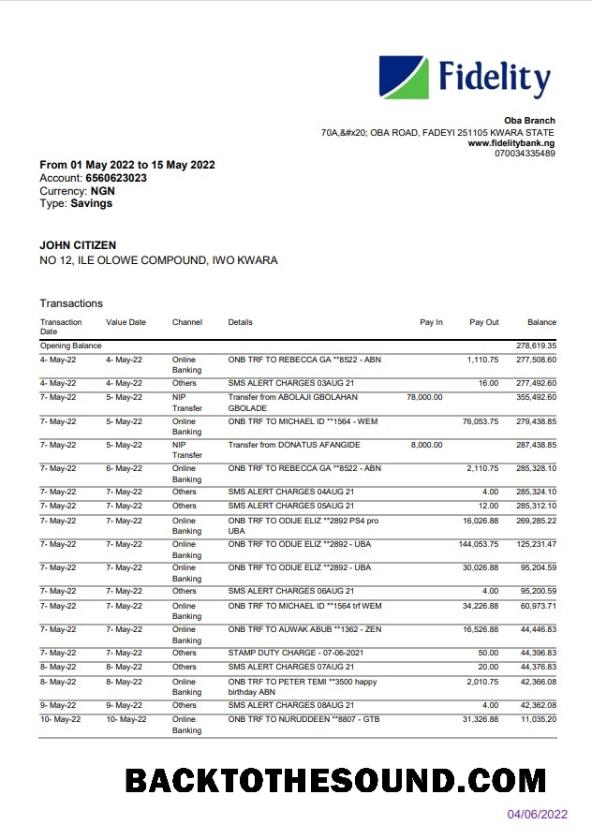 Fidelity
Oba Branch
70A,&#x20; OBA ROAD, FADEYI 251105 KWARA STATE
www.fidelitybank.ng
070034335489
From 01 May 2022 to 15 May 2022
Account: 6560623023
Currency: NGN
Type: Savings
JOHN CITIZEN
NO 12, ILE OLOWE COMPOUND, IWO KWARA
Transactions
Transaction Value Date Channel Details Pay In Pay Out Balance
Date
Opening Balance 278,619.35
4- May-22 4- May-22 Online ONB TRF TO REBECCA GA **8522 - ABN 1,110.75 277,508.60
Banking
4- May-22 4- May-22 Others SMS ALERT CHARGES 03AUG 21 16.00 277,492.60
7- May-22 5- May-22 NIP Transfer from ABOLAJI GBOLAHAN 78,000.00 355,492.60
Transfer GBOLADE
7- May-22 5- May-22 Online ONB TRF TO MICHAEL ID **1564 - WEM 76,053.75 279,438.85
Banking
7- May-22 5- May-22 NIP Transfer from DONATUS AFANGIDE 8,000.00 287,438.85
Transfer
7- May-22 6- May-22 Online ONB TRF TO REBECCA GA **8522 - ABN 2,110.75 285,328.10
Banking
7- May-22 7- May-22 Others SMS ALERT CHARGES 04AUG 21 4.00 285,324.10
7- May-22 7- May-22 Others SMS ALERT CHARGES 05AUG 21 12.00 285,312.10
7- May-22 7- May-22 Online ONB TRF TO ODIJE ELIZ **2892 PS4 pro 16,026.88 269,285.22
Banking UBA
7- May-22 7- May-22 Online ONB TRF TO ODIJE ELIZ **2892 - UBA 144,053.75 125,231.47
Banking
7- May-22 7- May-22 Online ONB TRF TO ODIJE ELIZ **2892 - UBA 30,026.88 95,204.59
Banking
7- May-22 7- May-22 Others SMS ALERT CHARGES 06AUG 21 4.00 95,200.59
7- May-22 7- May-22 Online ONB TRF TO MICHAEL ID **1564 trf WEM 34,226.88 60,973.71
Banking
7- May-22 7- May-22 Online ONB TRF TO AUWAK ABUB **1362 - ZEN 16,526.88 44,446.83
Banking
7- May-22 7- May-22 Others STAMP DUTY CHARGE - 07-06-2021 50.00 44,396.83
8- May-22 8- May-22 Others SMS ALERT CHARGES 07AUG 21 20.00 44,376.83
8- May-22 8- May-22 Online ONB TRF TO PETER TEMI **3500 happy 2,010.75 42,366.08
Banking birthday ABN
9- May-22 9- May-22 Others SMS ALERT CHARGES 08AUG 21 4.00 42,362.08
10- May-22 10- May-22 Online ONB TRF TO NURUDDEEN **8807 - GTB 31,326.88 11,035.20
Banking
BACKTOTHESOUND.COM
04/06/2022